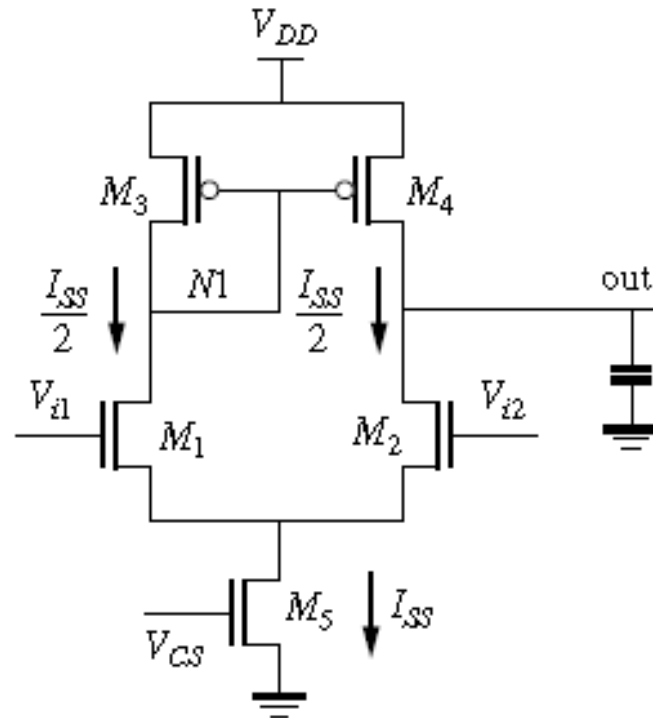 V_DD
M_3
M_4
I_SS/2
N1
I_SS/2
out
V_i1
M_1
M_2
V_i2
V_CS
M_5
I_SS